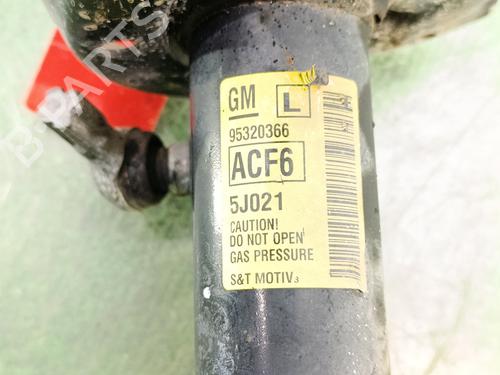 B-PARTS
GM L
95320366
ACF6
5J021
CAUTION!
DO NOT OPEN
GAS PRESSURE
S&T MOTIV